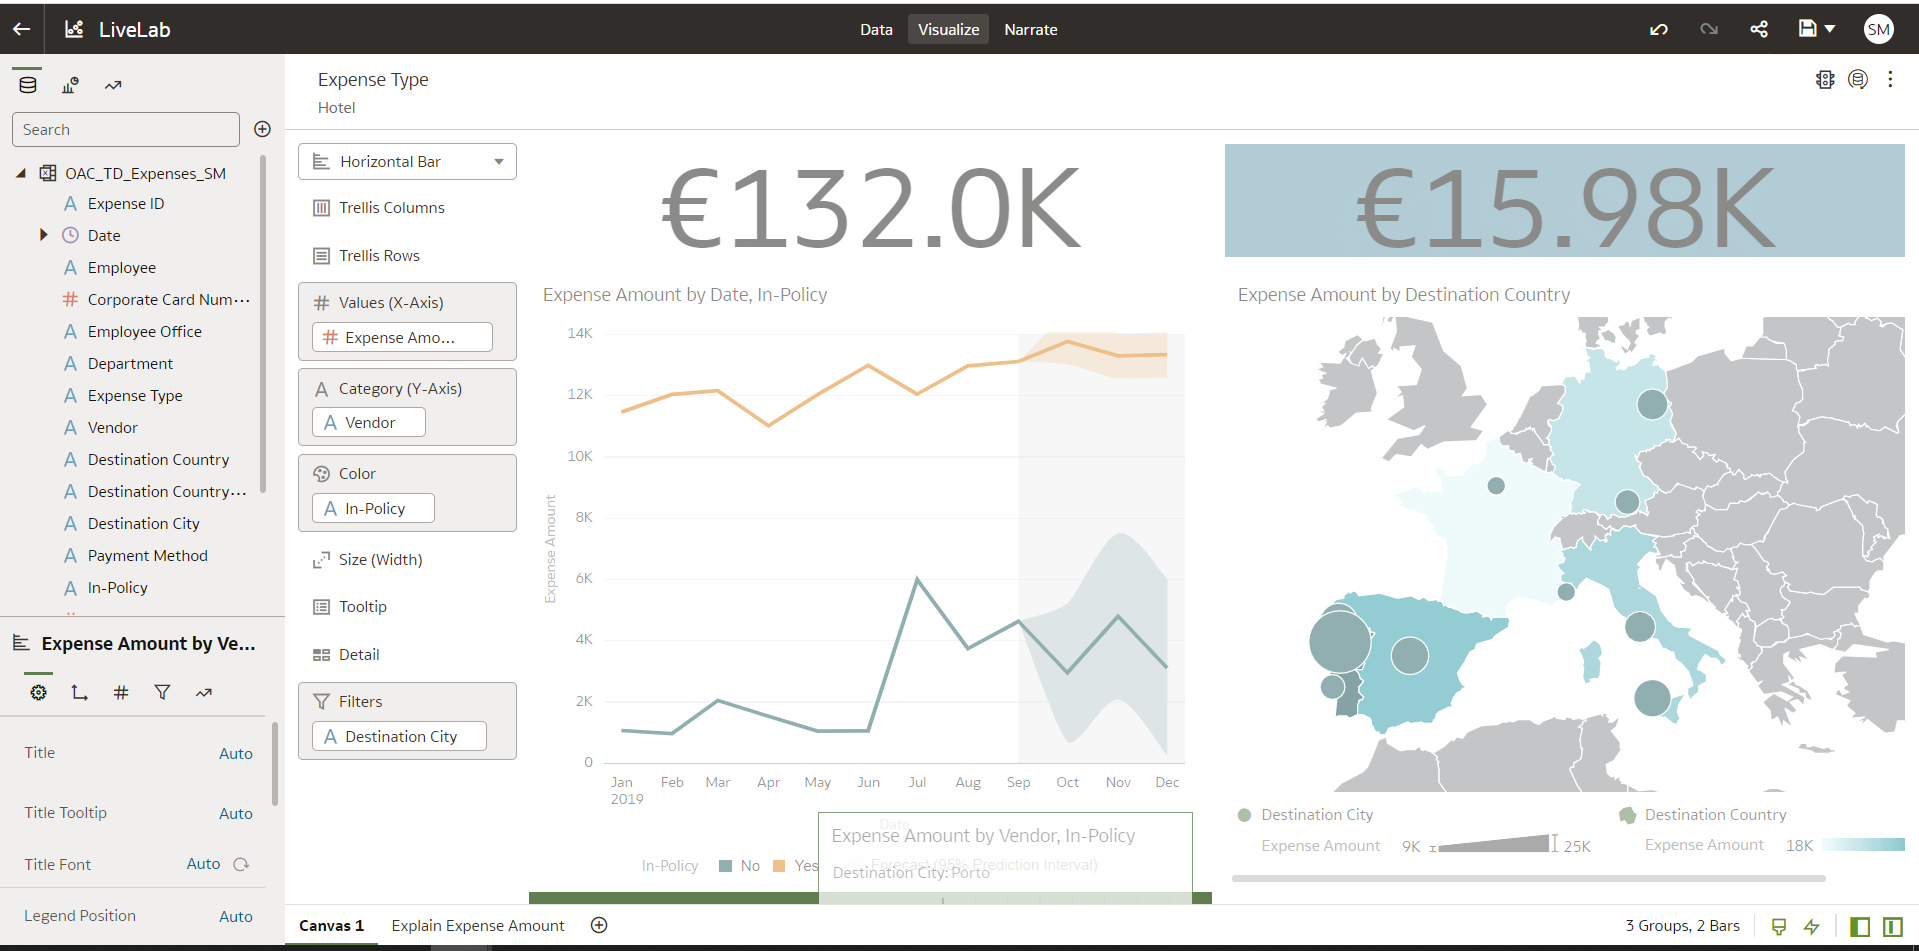 LiveLab
Data
Visualize
Narrate
SM
Search
OAC_TD_Expenses_SM
Expense ID
Date
Employee
Corporate Card Num···
Employee Office
Department
Expense Type
Vendor
Destination Country
Destination Country···
Destination City
Payment Method
In-Policy
Expense Amount by Ve...
Title Auto
Title Tooltip Auto
Title Font Auto
Legend Position Auto
Expense Type
Hotel
Horizontal Bar
Trellis Columns
Trellis Rows
Values (X-Axis)
Expense Amo...
Category (Y-Axis)
Vendor
Color
In-Policy
Size (Width)
Tooltip
Detail
Filters
Destination City
€132.0K
€15.98K
Expense Amount by Date, In-Policy
14K
12K
10K
8K
6K
4K
2K
0
Expense Amount
Jan Feb Mar Apr May Jun Jul Aug Sep Oct Nov Dec
2019
Date
Expense Amount by Vendor, In-Policy
In-Policy No Yes Forecast (95% Prediction Interval)
Destination City: Porto
Expense Amount by Destination Country
Destination City
Expense Amount 9K 25K
Destination Country
Expense Amount 18K
Canvas 1
Explain Expense Amount
3 Groups, 2 Bars